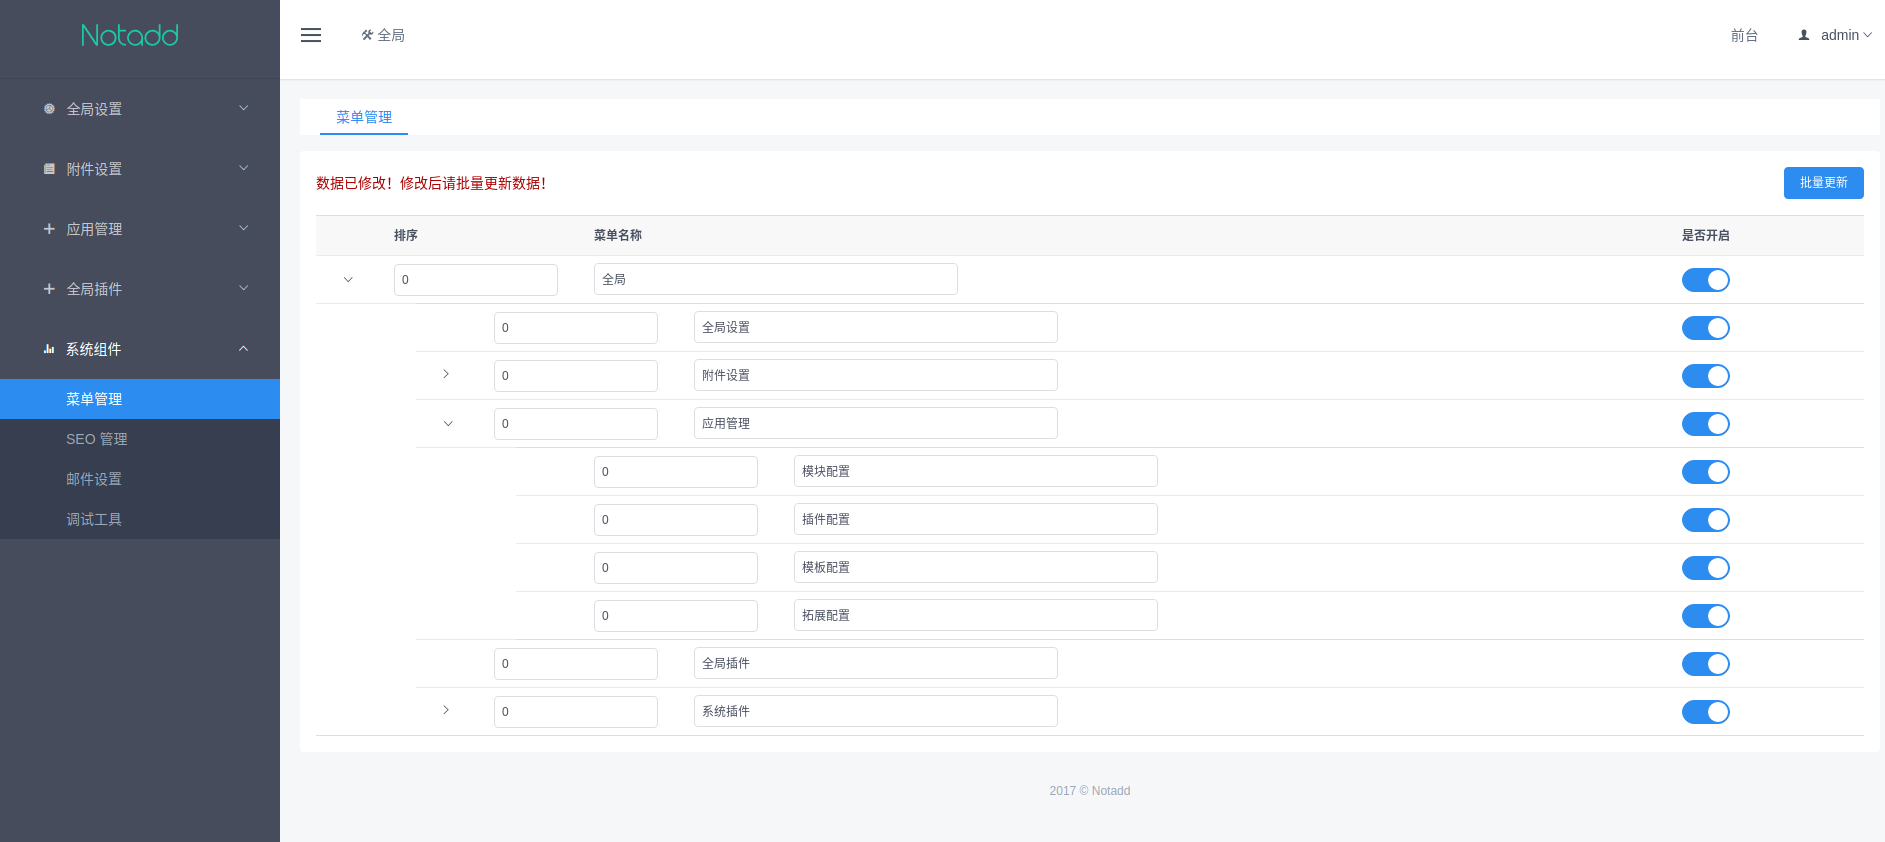 Notadd
全局
前台
admin
全局设置
附件设置
应用管理
全局插件
系统组件
菜单管理
SEO 管理
邮件设置
调试工具
菜单管理
数据已修改！修改后请批量更新数据！
批量更新
排序 菜单名称 是否开启
0 全局
0 全局设置
0 附件设置
0 应用管理
0 模块配置
0 插件配置
0 模板配置
0 拓展配置
0 全局插件
0 系统插件
2017 © Notadd